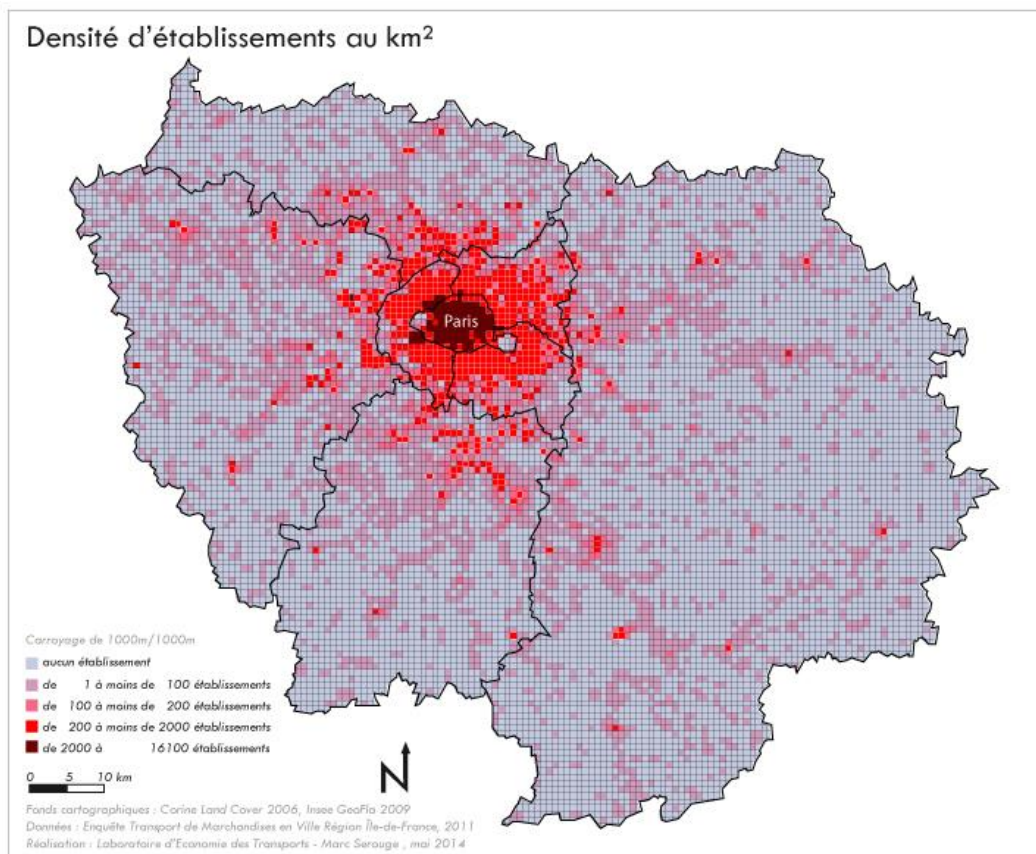 Densité d'établissements au km²
Paris
Carroyage de 1000m/1000m
aucun établissement
de 1 à moins de 100 établissements
de 100 à moins de 200 établissements
de 200 à moins de 2000 établissements
de 2000 à 16100 établissements
0 5 10 km
N
Fonds cartographiques : Corine Land Cover 2006, Insee GeoFla 2009
Données : Enquête Transport de Marchandises en Ville Région Île-de-France, 2011
Réalisation : Laboratoire d'Economie des Transports - Marc Serouge , mai 2014